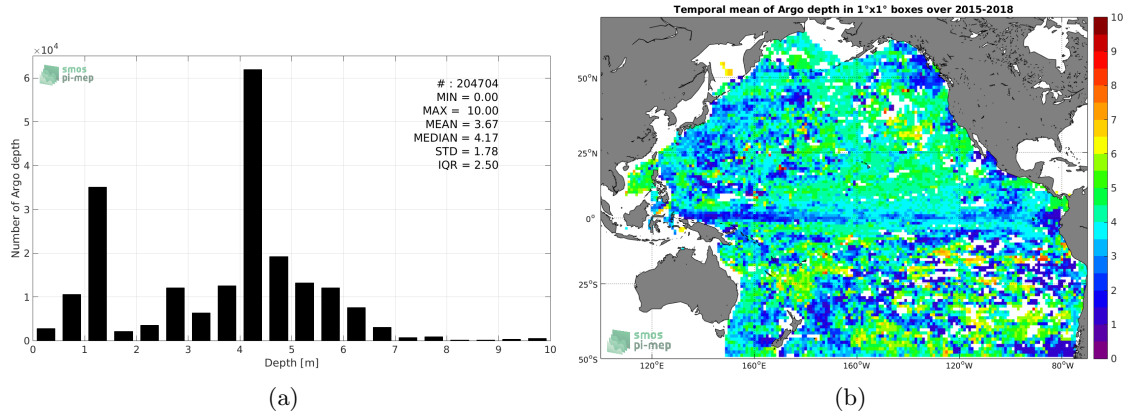 ×10⁴
smos
pi-mep
# : 204704
MIN = 0.00
MAX = 10.00
MEAN = 3.67
MEDIAN = 4.17
STD = 1.78
IQR = 2.50
Number of Argo depth
6
5
4
3
2
1
0
0 1 2 3 4 5 6 7 8 9 10
Depth [m]
(a)
Temporal mean of Argo depth in 1°x1° boxes over 2015-2018
50°N
25°N
0°
25°S
50°S
120°E 160°E 160°W 120°W 80°W
smos
pi-mep
10
9
8
7
6
5
4
3
2
1
0
(b)